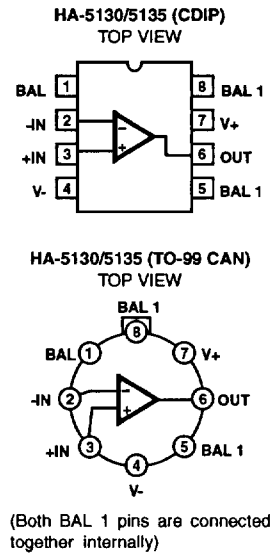 HA-5130/5135 (CDIP)
TOP VIEW
BAL 1 8 BAL 1
-IN 2 7 V+
+IN 3 6 OUT
V- 4 5 BAL 1
-
+
HA-5130/5135 (TO-99 CAN)
TOP VIEW
BAL 1
8
BAL 1 7 V+
-IN 2 6 OUT
-
+
+IN 3 5 BAL 1
4
V-
(Both BAL 1 pins are connected
together internally)